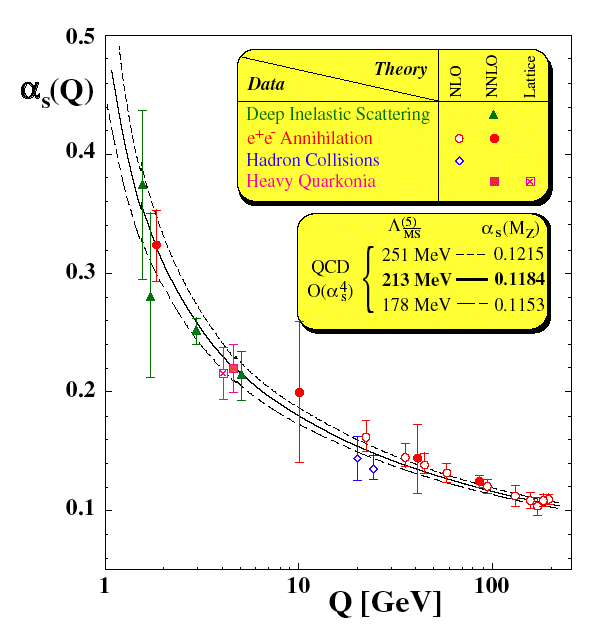 0.5
αs(Q)
0.4
0.3
0.2
0.1
1
10
100
Q [GeV]
Theory
Data
NLO
NNLO
Lattice
Deep Inelastic Scattering
e+e- Annihilation
Hadron Collisions
Heavy Quarkonia
Λ(5)MS αs(MZ)
QCD
O(αs4)
251 MeV 0.1215
213 MeV 0.1184
178 MeV 0.1153